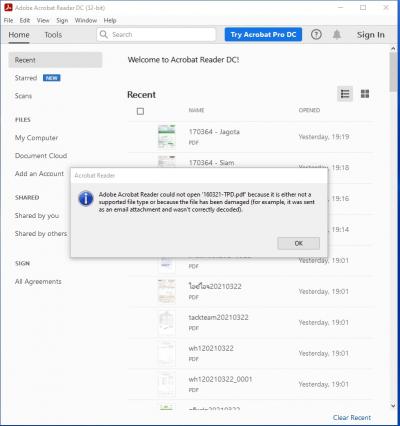 Adobe Acrobat Reader DC (32-bit)
File Edit View Sign Window Help
Home Tools Search Try Acrobat Pro DC Sign In
Recent
Welcome to Acrobat Reader DC!
Starred NEW
Scans
Recent
NAME OPENED
FILES
My Computer
170364 - Jagota
PDF
Yesterday, 19:19
Document Cloud
170364 - Siam
Yesterday, 19:18
Add an Account
Acrobat Reader
Adobe Acrobat Reader could not open '160321-TPD.pdf' because it is either not a
supported file type or because the file has been damaged (for example, it was sent
as an email attachment and wasn't correctly decoded).
OK
Yesterday, 19:16
Yesterday, 19:14
SHARED
Shared by you
Shared by others
SIGN
All Agreements
PDF
Yesterday, 19:01
PDF
Yesterday, 19:01
tackteam20210322
PDF
Yesterday, 19:01
wh120210322
PDF
Yesterday, 19:01
wh120210322_0001
PDF
Yesterday, 19:01
Yesterday, 19:01
Clear Recent